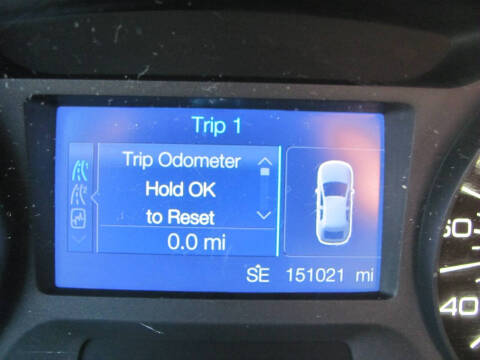 Trip 1
Trip Odometer
Hold OK
to Reset
0.0 mi
SE 151021 mi
60
40